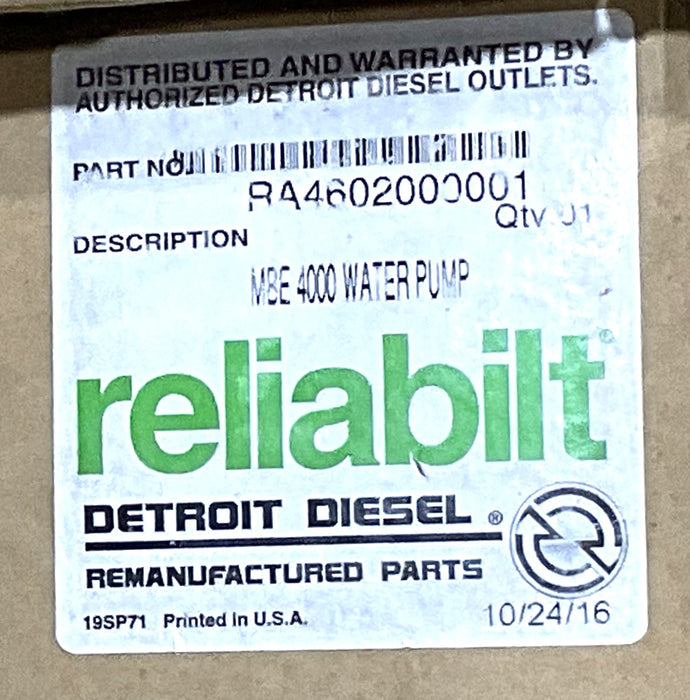 DISTRIBUTED AND WARRANTED BY
AUTHORIZED DETROIT DIESEL OUTLETS.
PART NO.
RA4602000001
Qty 01
DESCRIPTION
MBE 4000 WATER PUMP
reliabilt®
DETROIT DIESEL ®
REMANUFACTURED PARTS
19SP71 Printed in U.S.A.
10/24/16